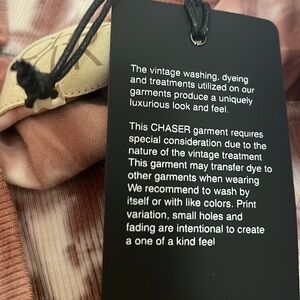 The vintage washing, dyeing
and treatments utilized on our
garments produce a uniquely
luxurious look and feel.
This CHASER garment requires
special consideration due to the
nature of the vintage treatment
This garment may transfer dye to
other garments when wearing
We recommend to wash by
itself or with like colors. Print
variation, small holes and
fading are intentional to create
a one of a kind feel